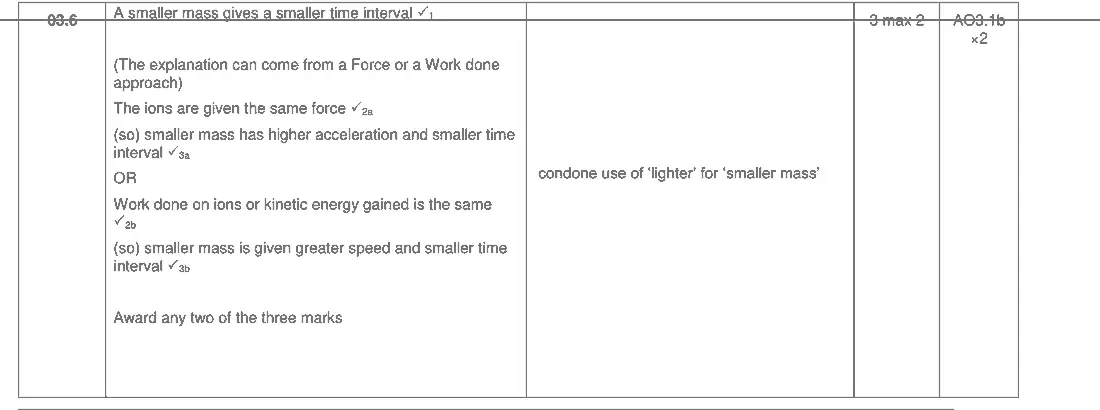 03.6
A smaller mass gives a smaller time interval ✓1
3 max 2
AO3.1b
×2
(The explanation can come from a Force or a Work done
approach)
The ions are given the same force ✓2a
(so) smaller mass has higher acceleration and smaller time
interval ✓3a
OR
condone use of ‘lighter’ for ‘smaller mass’
Work done on ions or kinetic energy gained is the same
✓2b
(so) smaller mass is given greater speed and smaller time
interval ✓3b
Award any two of the three marks